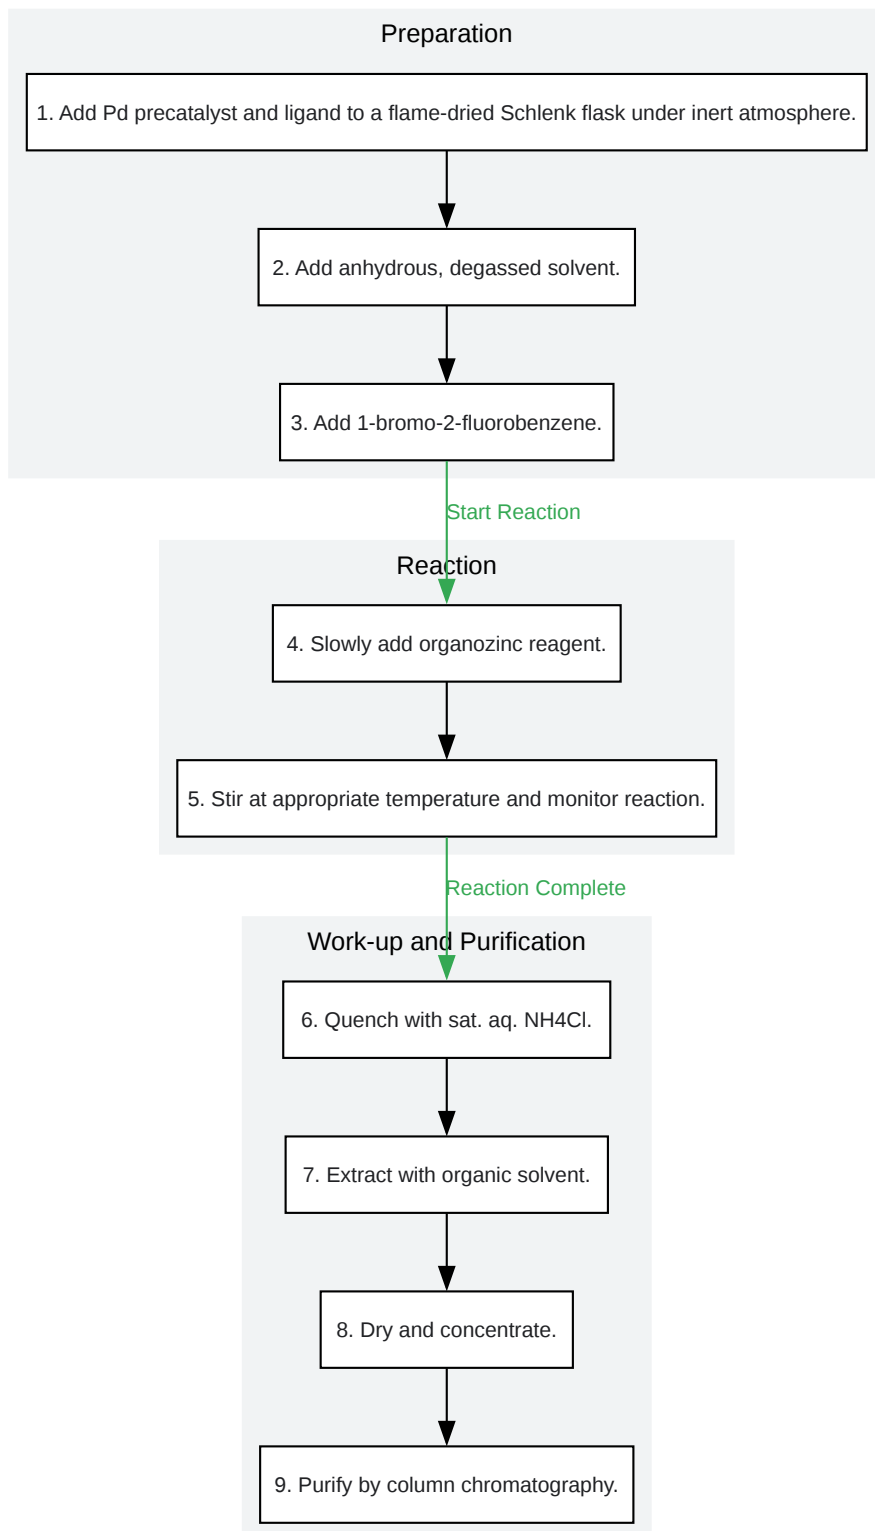 Preparation
1. Add Pd precatalyst and ligand to a flame-dried Schlenk flask under inert atmosphere.
2. Add anhydrous, degassed solvent.
3. Add 1-bromo-2-fluorobenzene.
Start Reaction
Reaction
4. Slowly add organozinc reagent.
5. Stir at appropriate temperature and monitor reaction.
Reaction Complete
Work-up and Purification
6. Quench with sat. aq. NH4Cl.
7. Extract with organic solvent.
8. Dry and concentrate.
9. Purify by column chromatography.